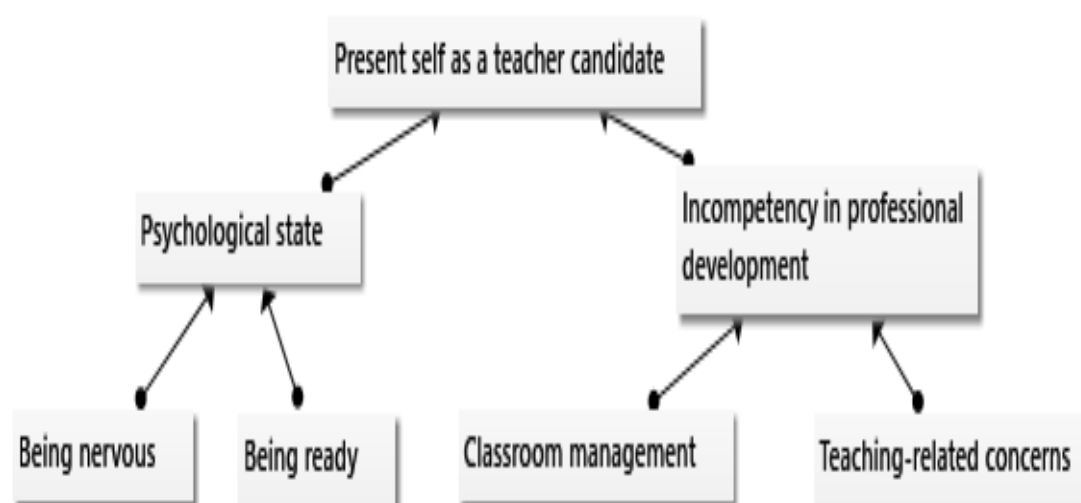 Present self as a teacher candidate
Psychological state
Incompetency in professional
development
Being nervous
Being ready
Classroom management
Teaching-related concerns